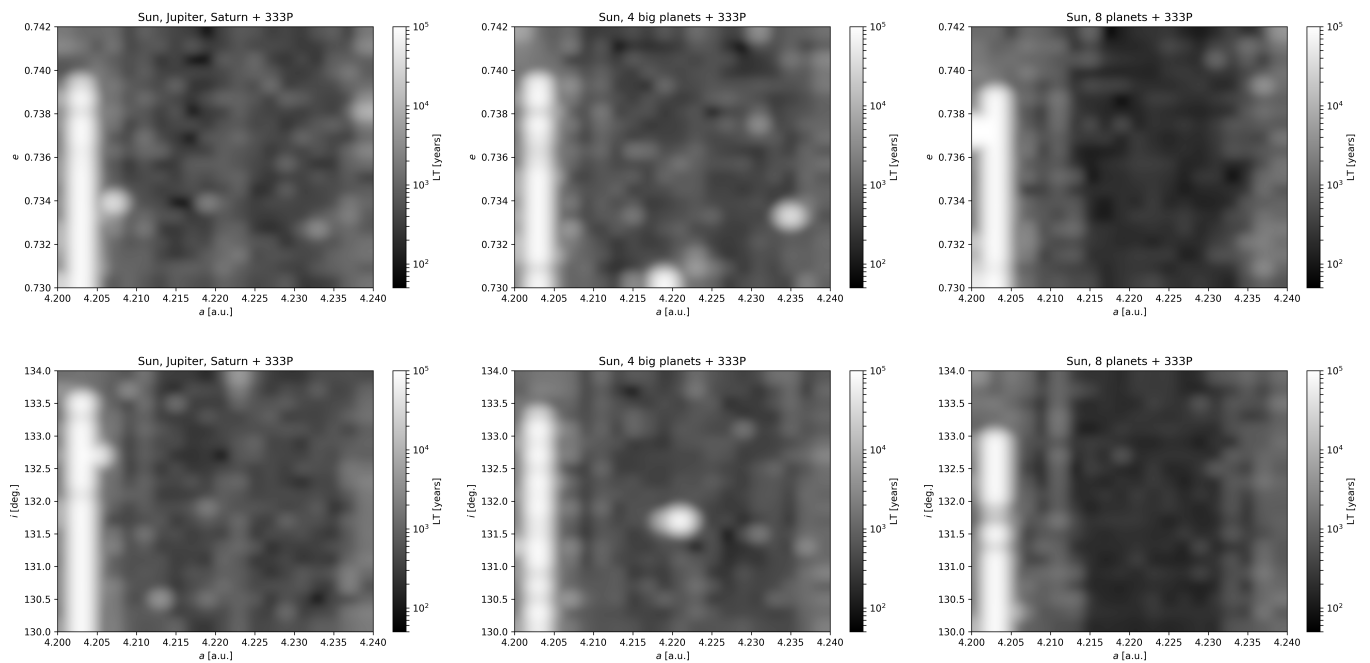 Sun, Jupiter, Saturn + 333P
0.742
0.740
0.738
0.736
0.734
0.732
0.730
e
4.200 4.205 4.210 4.215 4.220 4.225 4.230 4.235 4.240
a [a.u.]
10^5
10^4
10^3
10^2
LT [years]
Sun, 4 big planets + 333P
0.742
0.740
0.738
0.736
0.734
0.732
0.730
e
4.200 4.205 4.210 4.215 4.220 4.225 4.230 4.235 4.240
a [a.u.]
10^5
10^4
10^3
10^2
LT [years]
Sun, 8 planets + 333P
0.742
0.740
0.738
0.736
0.734
0.732
0.730
e
4.200 4.205 4.210 4.215 4.220 4.225 4.230 4.235 4.240
a [a.u.]
10^5
10^4
10^3
10^2
LT [years]
Sun, Jupiter, Saturn + 333P
134.0
133.5
133.0
132.5
132.0
131.5
131.0
130.5
130.0
i [deg.]
4.200 4.205 4.210 4.215 4.220 4.225 4.230 4.235 4.240
a [a.u.]
10^5
10^4
10^3
10^2
LT [years]
Sun, 4 big planets + 333P
134.0
133.5
133.0
132.5
132.0
131.5
131.0
130.5
130.0
i [deg.]
4.200 4.205 4.210 4.215 4.220 4.225 4.230 4.235 4.240
a [a.u.]
10^5
10^4
10^3
10^2
LT [years]
Sun, 8 planets + 333P
134.0
133.5
133.0
132.5
132.0
131.5
131.0
130.5
130.0
i [deg.]
4.200 4.205 4.210 4.215 4.220 4.225 4.230 4.235 4.240
a [a.u.]
10^5
10^4
10^3
10^2
LT [years]